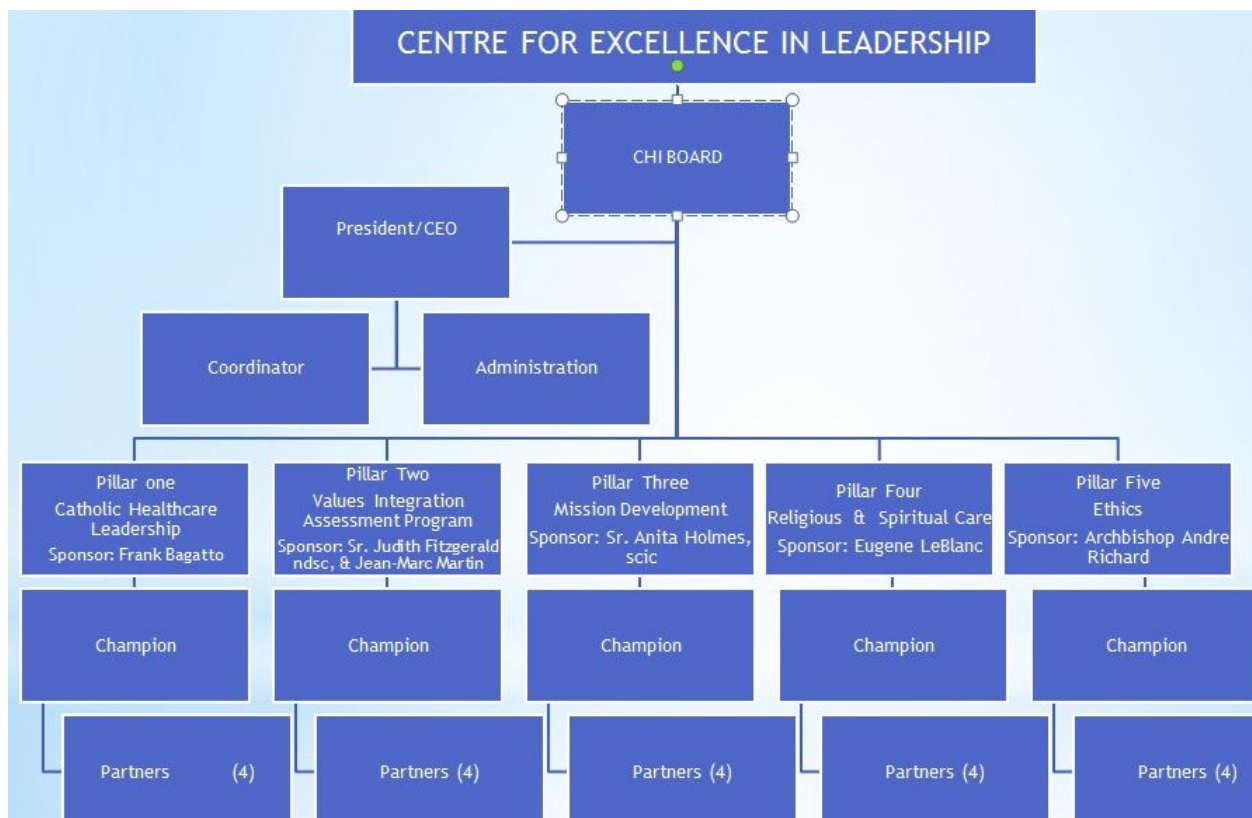 CENTRE FOR EXCELLENCE IN LEADERSHIP
CHI BOARD
President/CEO
Coordinator
Administration
Pillar one
Catholic Healthcare
Leadership
Sponsor: Frank Bagatto
Pillar Two
Values Integration
Assessment Program
Sponsor: Sr. Judith Fitzgerald
ndsc, & Jean-Marc Martin
Pillar Three
Mission Development
Sponsor: Sr. Anita Holmes,
scic
Pillar Four
Religious & Spiritual Care
Sponsor: Eugene LeBlanc
Pillar Five
Ethics
Sponsor: Archbishop Andre
Richard
Champion
Champion
Champion
Champion
Champion
Partners (4)
Partners (4)
Partners (4)
Partners (4)
Partners (4)